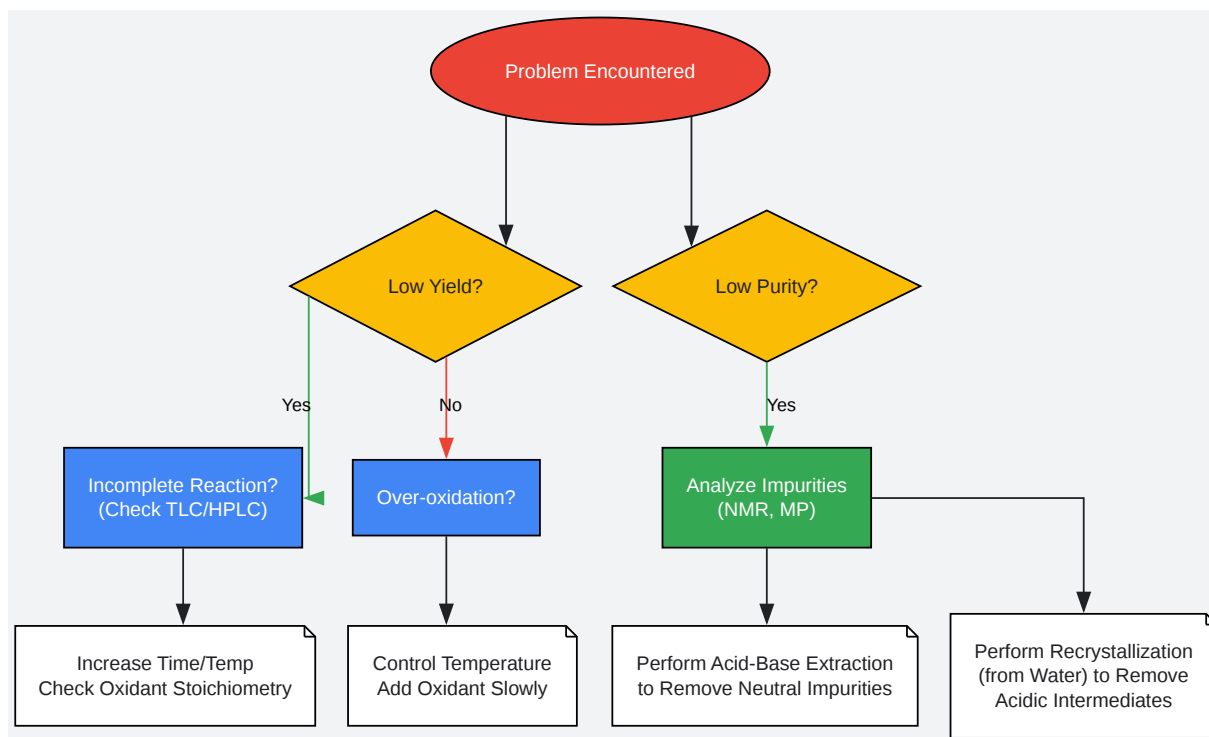 Problem Encountered
Low Yield?
Low Purity?
Yes
No
Yes
Incomplete Reaction?
(Check TLC/HPLC)
Over-oxidation?
Analyze Impurities
(NMR, MP)
Increase Time/Temp
Check Oxidant Stoichiometry
Control Temperature
Add Oxidant Slowly
Perform Acid-Base Extraction
to Remove Neutral Impurities
Perform Recrystallization
(from Water) to Remove
Acidic Intermediates